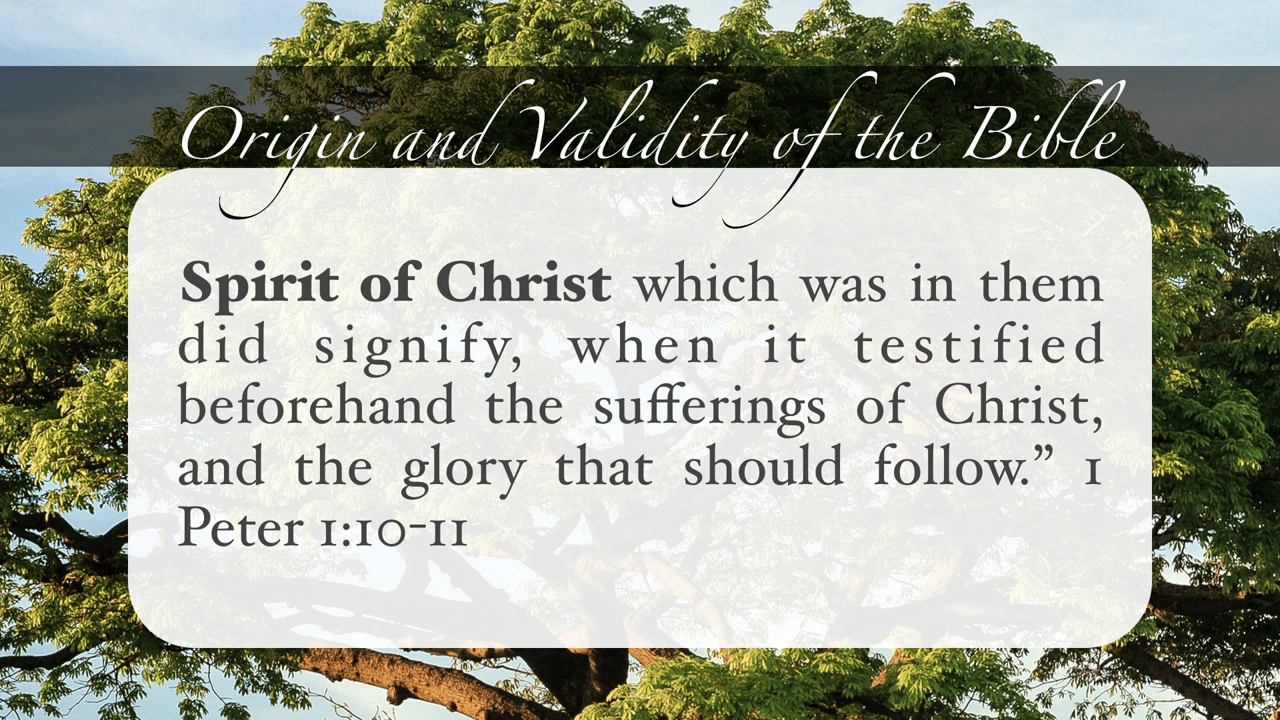 Origin and Validity of the Bible
Spirit of Christ which was in them
did signify, when it testified
beforehand the sufferings of Christ,
and the glory that should follow.” 1
Peter 1:10-11